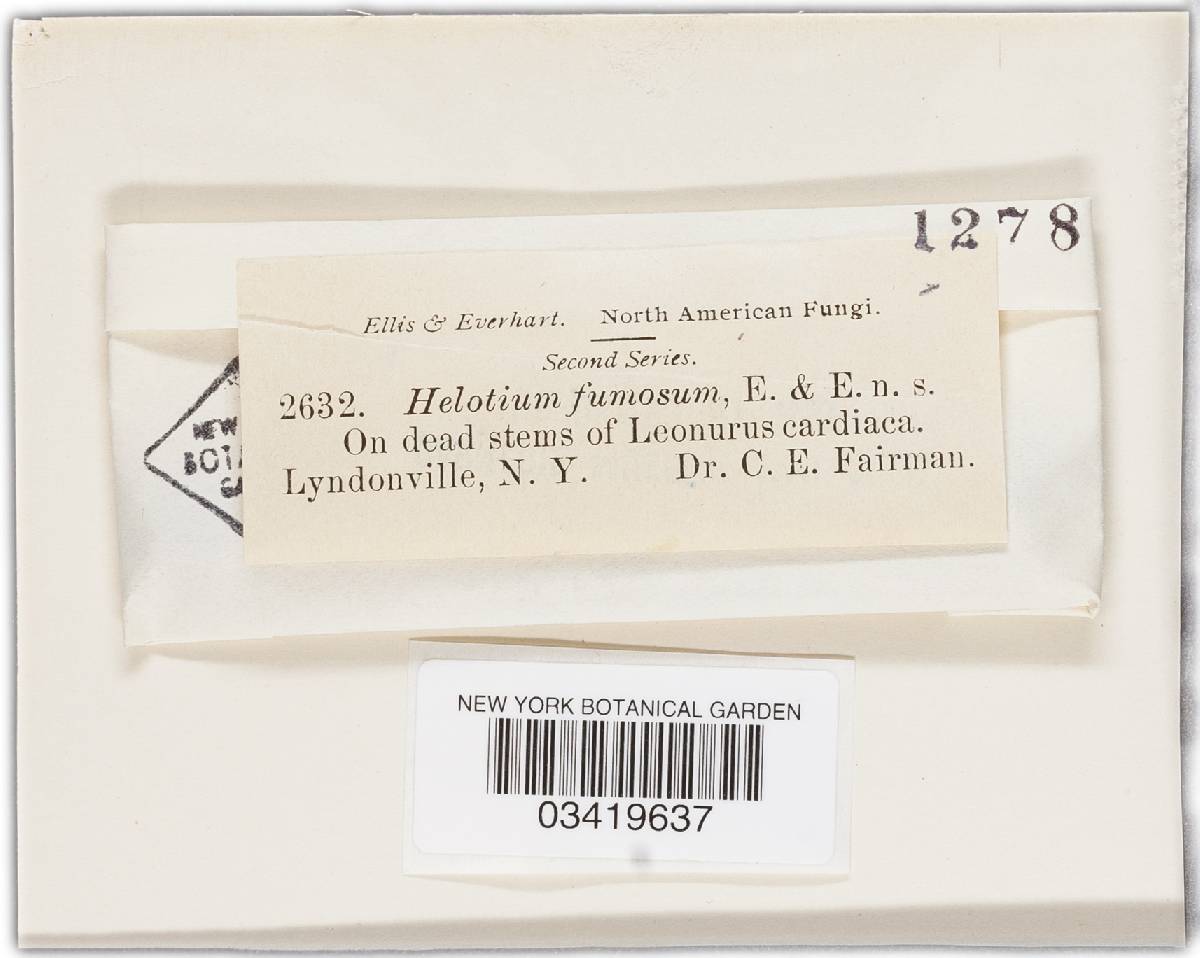 1278
Ellis & Everhart. North American Fungi.
Second Series.
2632. Helotium fumosum, E. & E. n. s.
On dead stems of Leonurus cardiaca.
Lyndonville, N. Y. Dr. C. E. Fairman.
NEW
NEW YORK BOTANICAL GARDEN
03419637